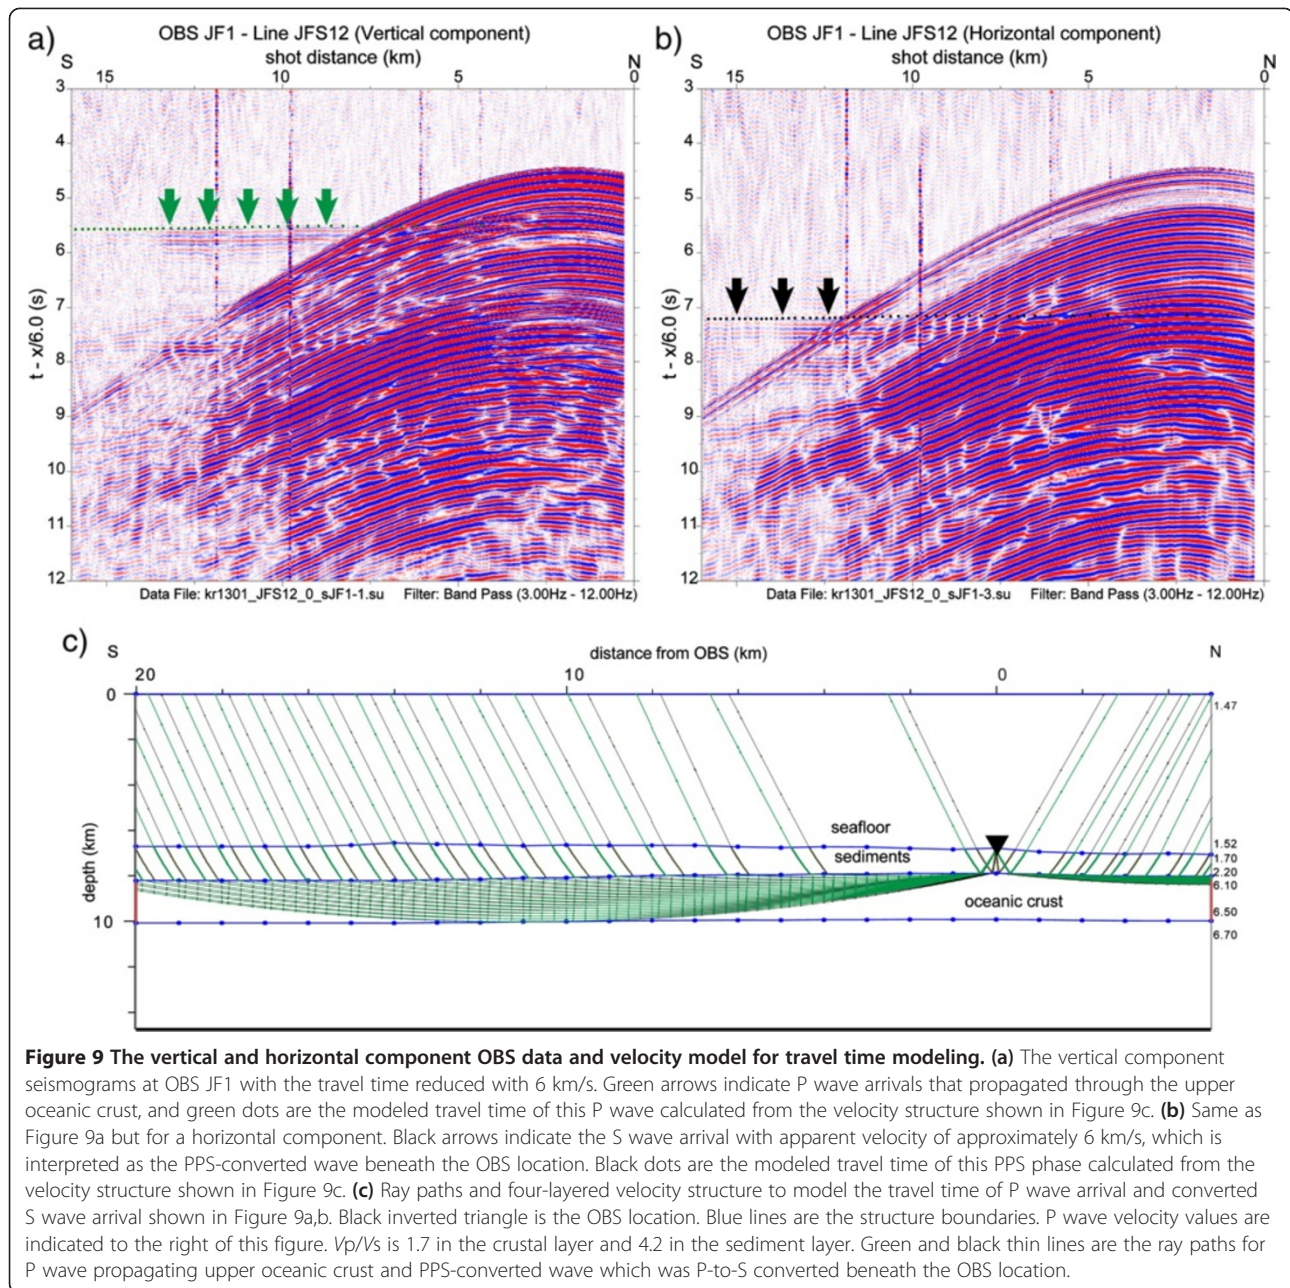 a)
OBS JF1 - Line JFS12 (Vertical component)
shot distance (km)
S
N
15 10 5 0
3
4
5
6
7
8
9
10
11
12
t - x/6.0 (s)
Data File: kr1301_JFS12_0_sJF1-1.su Filter: Band Pass (3.00Hz - 12.00Hz)
b)
OBS JF1 - Line JFS12 (Horizontal component)
shot distance (km)
S
N
15 10 5 0
3
4
5
6
7
8
9
10
11
12
t - x/6.0 (s)
Data File: kr1301_JFS12_0_sJF1-3.su Filter: Band Pass (3.00Hz - 12.00Hz)
c)
S
distance from OBS (km)
N
20 10 0
0
10
depth (km)
1.47
seafloor
1.52
sediments
1.70
2.20
6.10
oceanic crust
6.50
6.70
Figure 9 The vertical and horizontal component OBS data and velocity model for travel time modeling. (a) The vertical component
seismograms at OBS JF1 with the travel time reduced with 6 km/s. Green arrows indicate P wave arrivals that propagated through the upper
oceanic crust, and green dots are the modeled travel time of this P wave calculated from the velocity structure shown in Figure 9c. (b) Same as
Figure 9a but for a horizontal component. Black arrows indicate the S wave arrival with apparent velocity of approximately 6 km/s, which is
interpreted as the PPS-converted wave beneath the OBS location. Black dots are the modeled travel time of this PPS phase calculated from the
velocity structure shown in Figure 9c. (c) Ray paths and four-layered velocity structure to model the travel time of P wave arrival and converted
S wave arrival shown in Figure 9a,b. Black inverted triangle is the OBS location. Blue lines are the structure boundaries. P wave velocity values are
indicated to the right of this figure. Vp/Vs is 1.7 in the crustal layer and 4.2 in the sediment layer. Green and black thin lines are the ray paths for
P wave propagating upper oceanic crust and PPS-converted wave which was P-to-S converted beneath the OBS location.